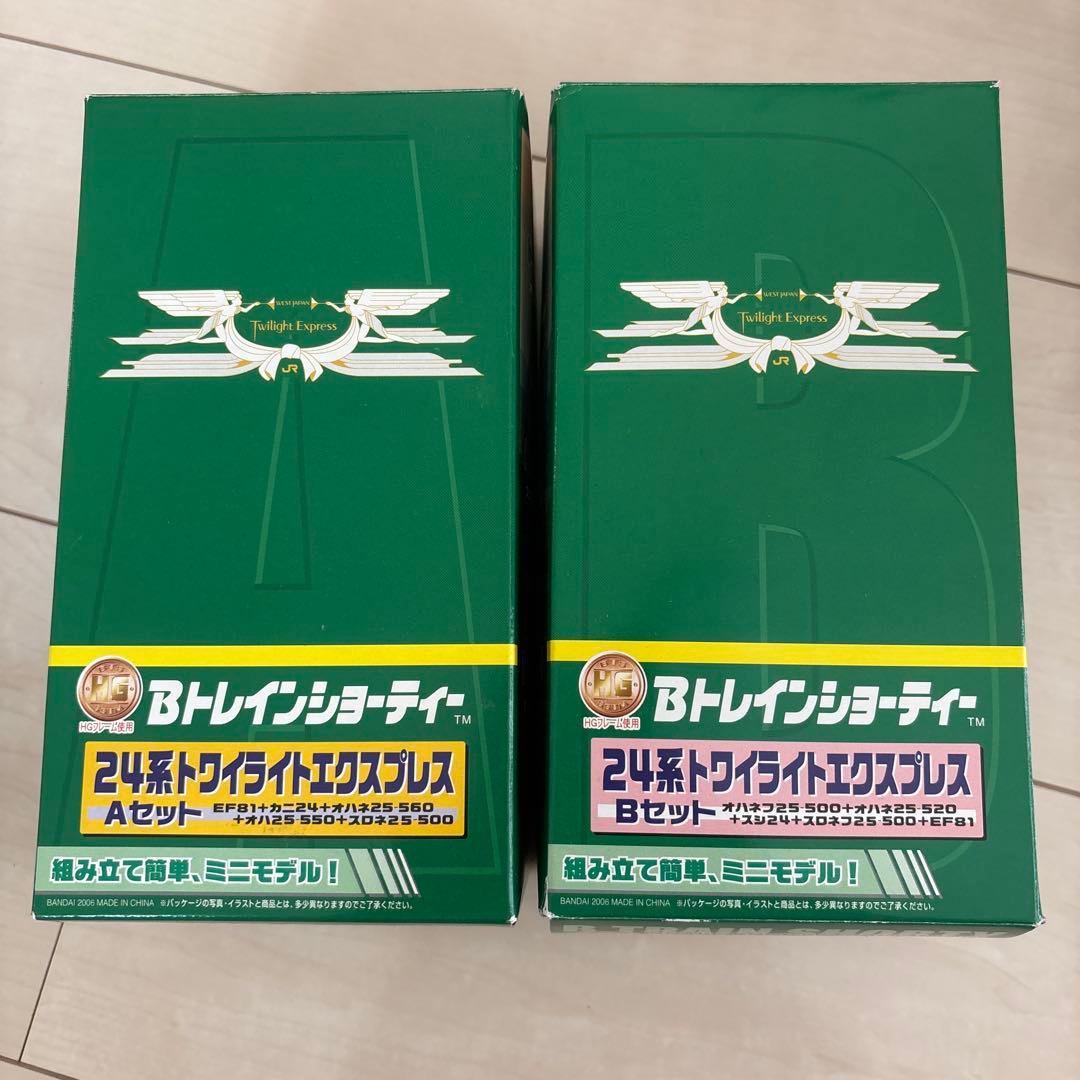 WEST JAPAN
Twilight Express
JR
HG
HGフレーム使用
Bトレインショーティー TM
24系トワイライトエクスプレス
Aセット EF81+カニ24+オハネ25-560
+オハ25-550+スロネ25-500
組み立て簡単、ミニモデル!
BANDAI 2006 MADE IN CHINA ※パッケージの写真・イラストと商品とは、多少異なりますのでご了承ください。
A
WEST JAPAN
Twilight Express
JR
HG
HGフレーム使用
Bトレインショーティー TM
24系トワイライトエクスプレス
Bセット オハネフ25-500+オハネ25-520
+スシ24+スロネフ25-500+EF81
組み立て簡単、ミニモデル!
BANDAI 2006 MADE IN CHINA ※パッケージの写真・イラストと商品とは、多少異なりますのでご了承ください。
B
B TRAIN SHORTY